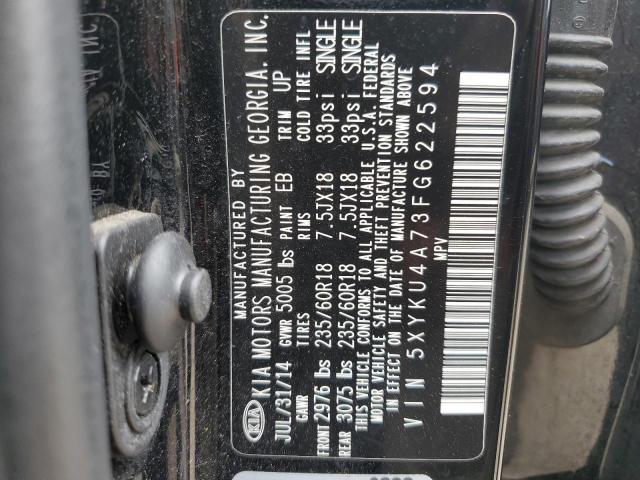 MANUFACTURED BY
KIA KIA MOTORS MANUFACTURING GEORGIA. INC.
JUL/31/14 GVWR 5005 lbs PAINT EB TRIM UP
GAWR TIRES RIMS COLD TIRE INFL
FRONT 2976 lbs 235/60R18 7.5JX18 33psi SINGLE
REAR 3075 lbs 235/60R18 7.5JX18 33psi SINGLE
THIS VEHICLE CONFORMS TO ALL APPLICABLE U.S.A. FEDERAL
MOTOR VEHICLE SAFETY AND THEFT PREVENTION STANDARDS
IN EFFECT ON THE DATE OF MANUFACTURE SHOWN ABOVE
VIN 5XYKU4A73FG622594
MPV